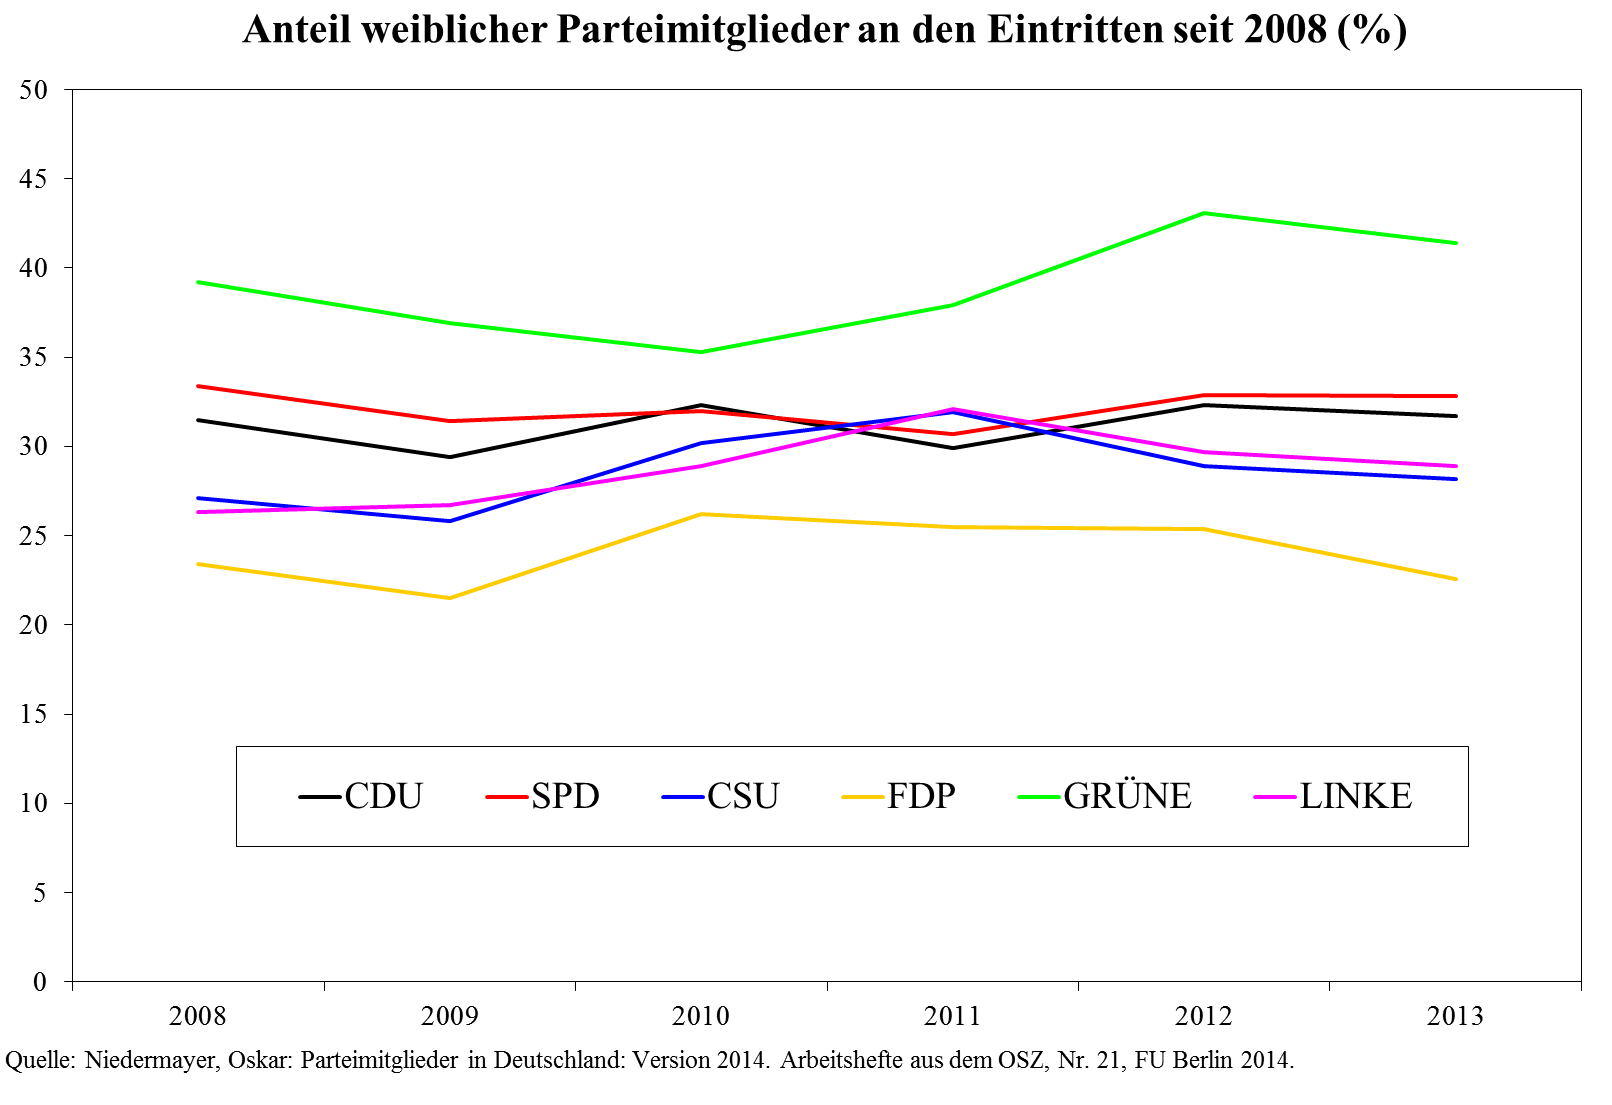 Anteil weiblicher Parteimitglieder an den Eintritten seit 2008 (%)
50
45
40
35
30
25
20
15
10
5
0
CDU SPD CSU FDP GRÜNE LINKE
2008 2009 2010 2011 2012 2013
Quelle: Niedermayer, Oskar: Parteimitglieder in Deutschland: Version 2014. Arbeitshefte aus dem OSZ, Nr. 21, FU Berlin 2014.